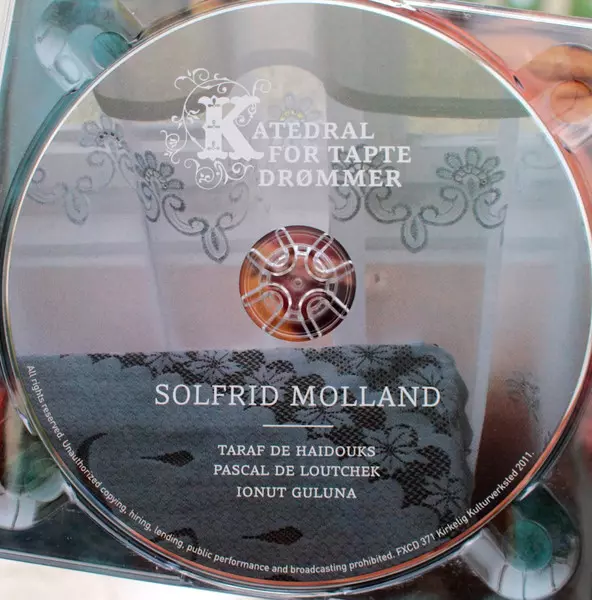 KATEDRAL
FOR TAPTE
DRØMMER
SOLFRID MOLLAND
TARAF DE HAIDOUKS
PASCAL DE LOUTCHEK
IONUT GULUNA
All rights reserved. Unauthorized copying, hiring, lending, public performance and broadcasting prohibited. FXCD 371 Kirkelig Kulturverksted 2011.